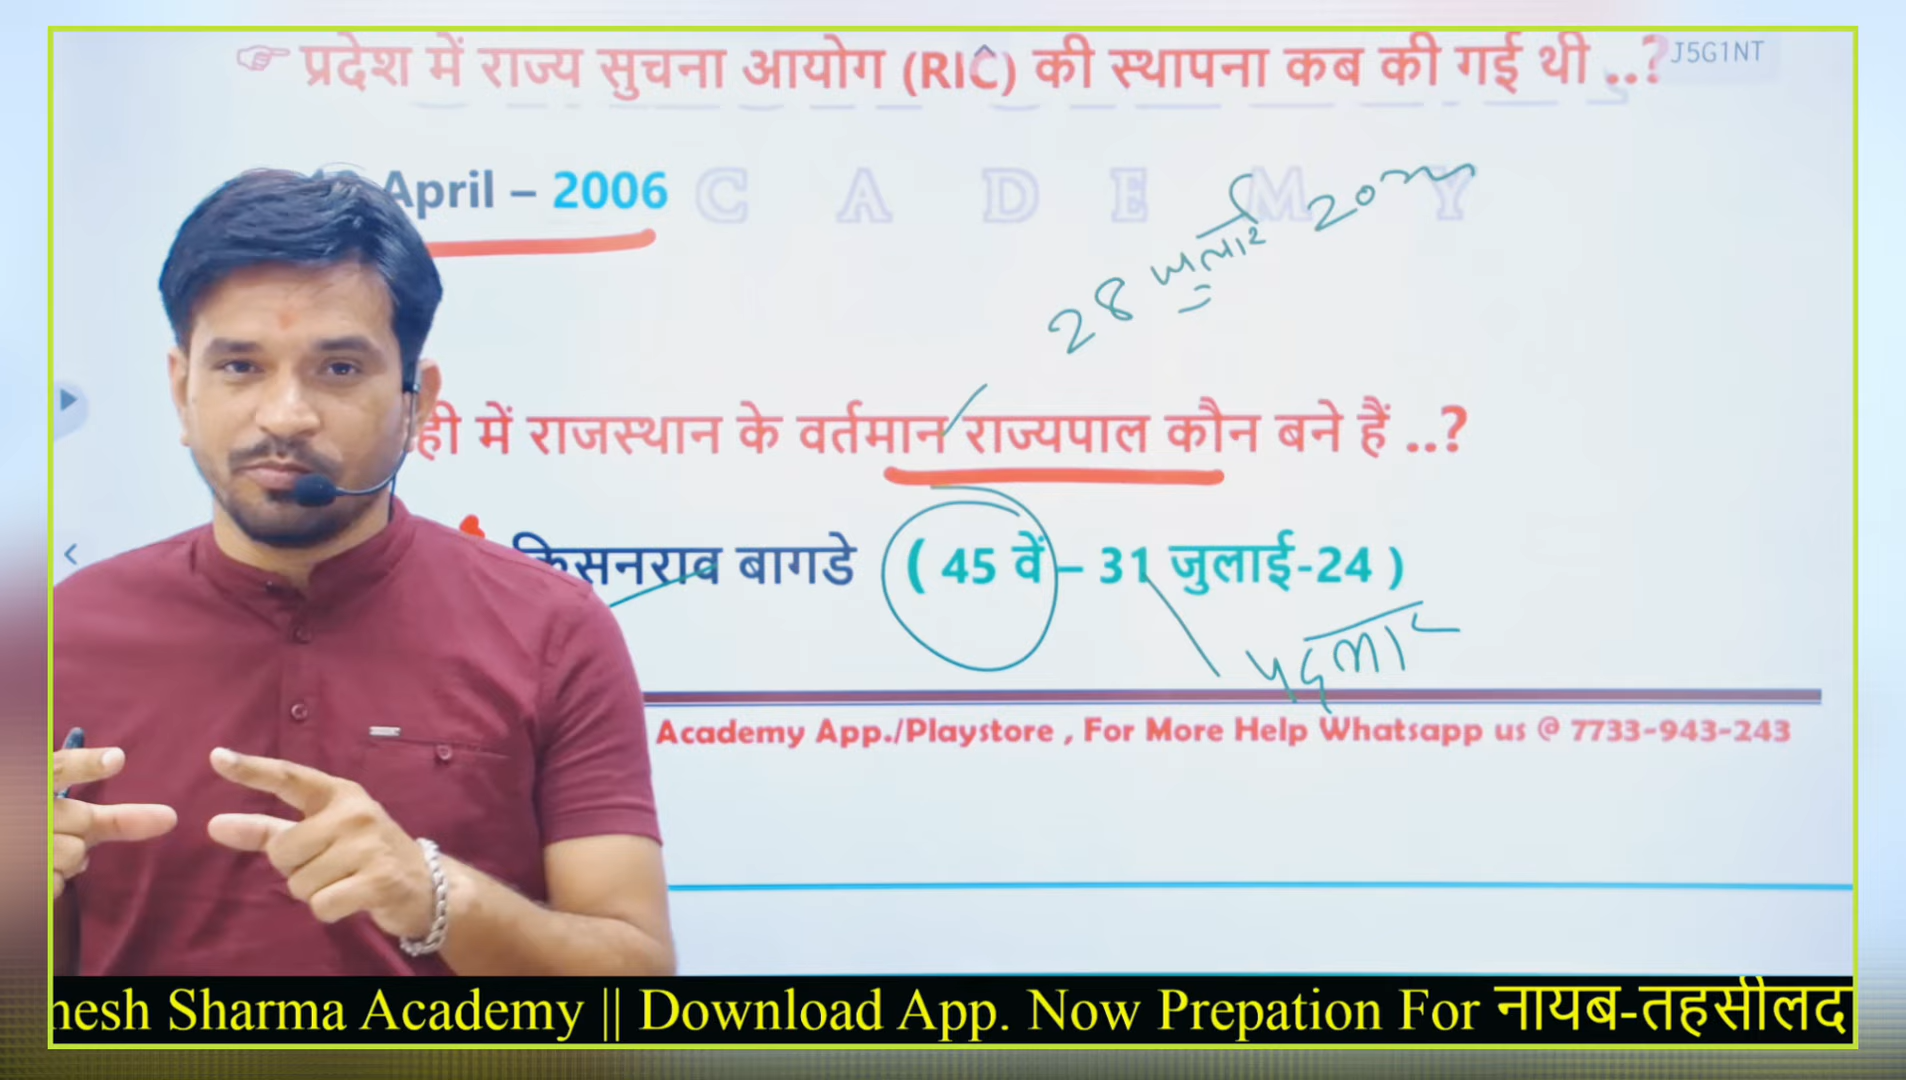 ☞ प्रदेश में राज्य सुचना आयोग (RIC) की स्थापना कब की गई थी ..?
J5G1NT
April – 2006
C A D E M Y
28 जुलाई 20
ही में राजस्थान के वर्तमान राज्यपाल कौन बने हैं ..?
किसनराव बागडे ( 45 वें – 31 जुलाई-24 )
Academy App./Playstore , For More Help Whatsapp us @ 7733-943-243
nesh Sharma Academy || Download App. Now Prepation For नायब-तहसीलद